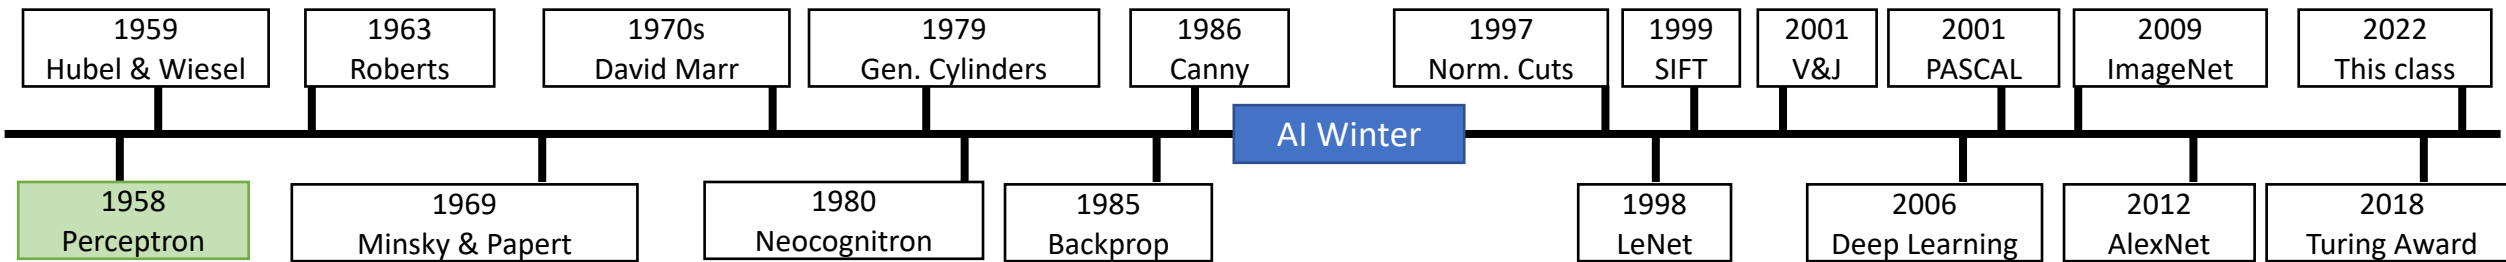 1959
Hubel & Wiesel
1963
Roberts
1970s
David Marr
1979
Gen. Cylinders
1986
Canny
1997
Norm. Cuts
1999
SIFT
2001
V&J
2001
PASCAL
2009
ImageNet
2022
This class
AI Winter
1958
Perceptron
1969
Minsky & Papert
1980
Neocognitron
1985
Backprop
1998
LeNet
2006
Deep Learning
2012
AlexNet
2018
Turing Award